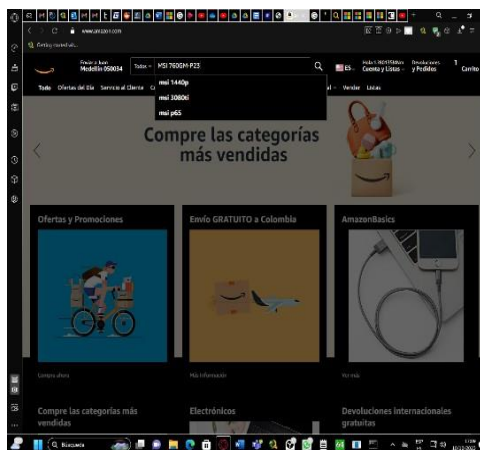 www.amazon.com
Enviar a Juan
Medellín 050034
Todos
MSI 760GM-P23
ES
Cuenta y Listas
Devoluciones
y Pedidos
1
Carrito
Todo Ofertas del Día Servicio al Cliente
Vender Listas
msi 1440p
msi 3080ti
msi p65
Compre las categorías
más vendidas
Ofertas y Promociones
Envío GRATUITO a Colombia
AmazonBasics
Compra ahora
Más Información
Ver más
Compre las categorías más
vendidas
Electrónicos
Devoluciones internacionales
gratuitas
Búsqueda